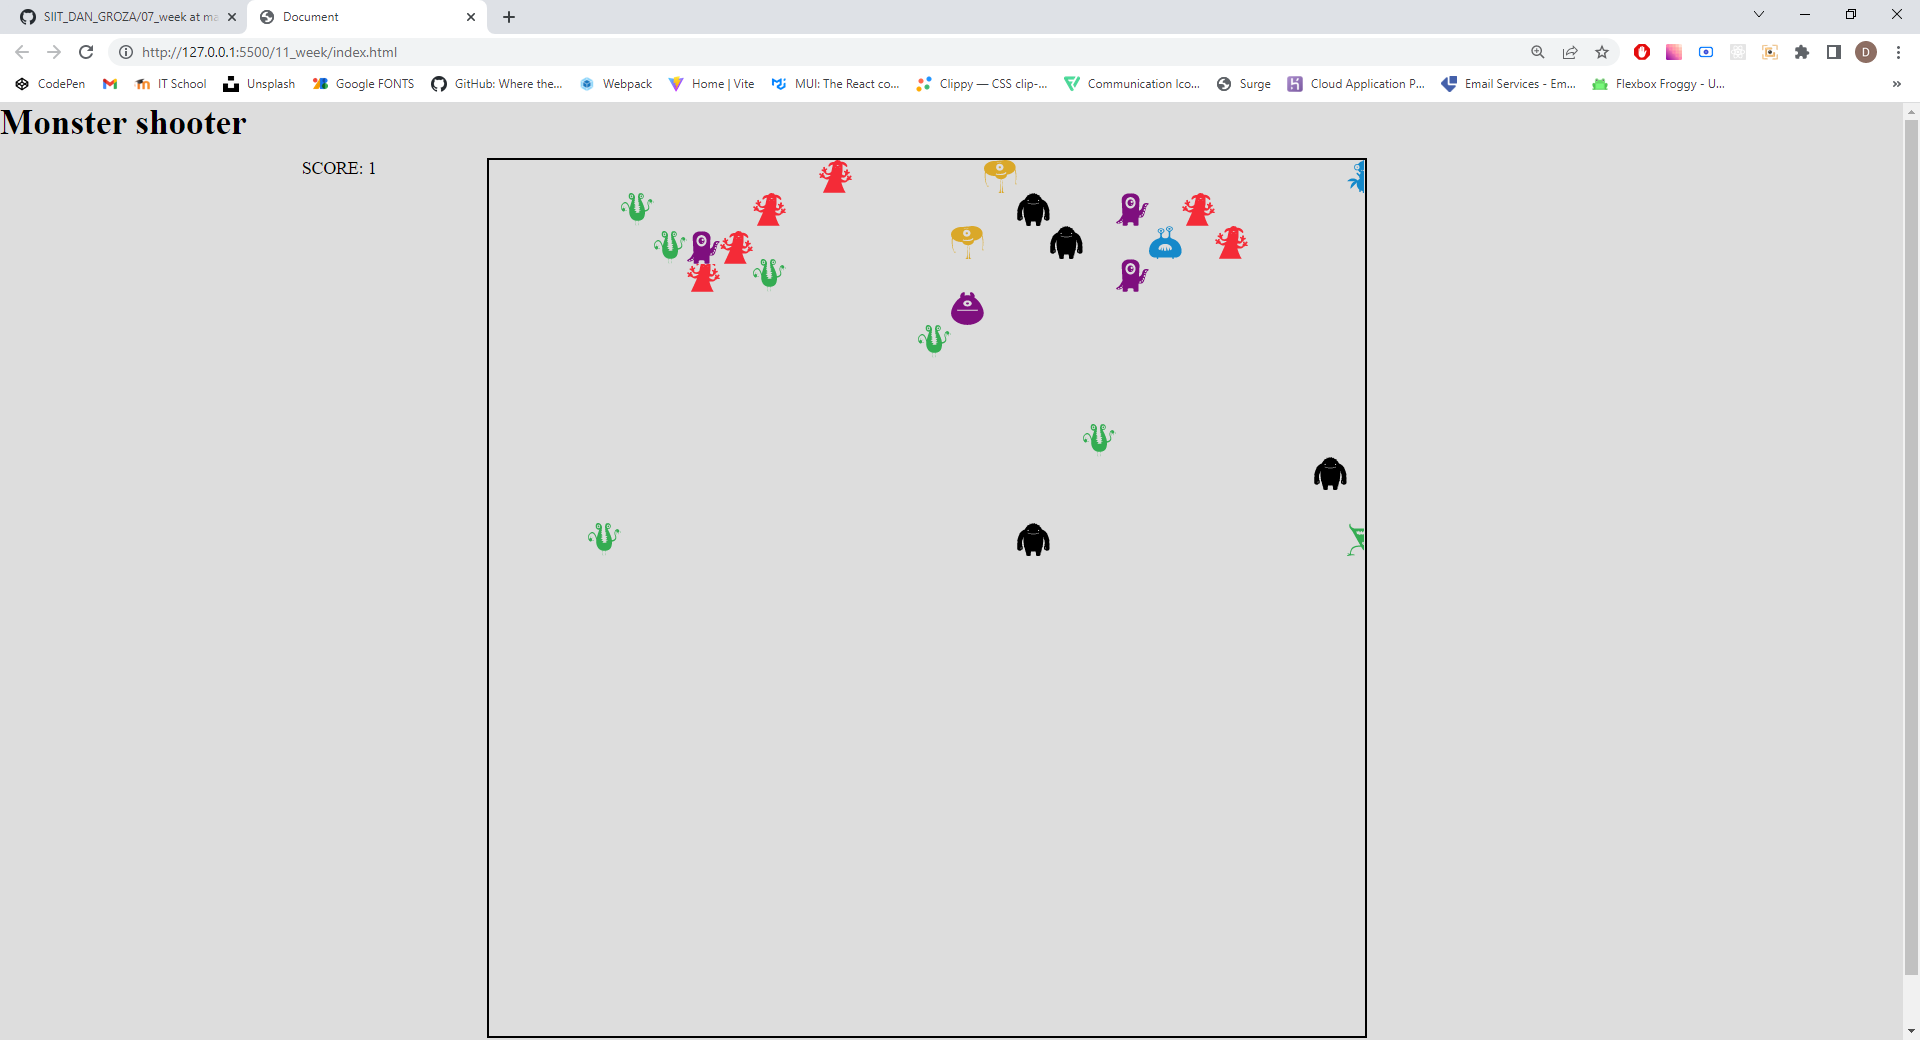 SIIT_DAN_GROZA/07_week at ma
Document
http://127.0.0.1:5500/11_week/index.html
D
CodePen
IT School
Unsplash
Google FONTS
GitHub: Where the...
Webpack
Home | Vite
MUI: The React co...
Clippy — CSS clip-...
Communication Ico...
Surge
Cloud Application P...
Email Services - Em...
Flexbox Froggy - U...
»
Monster shooter
SCORE: 1